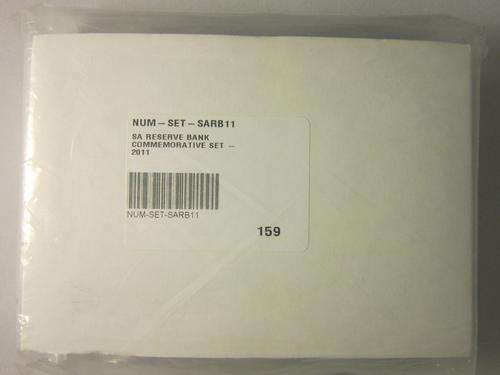 NUM-SET-SARB11
SA RESERVE BANK
COMMEMORATIVE SET -
2011
NUM-SET-SARB11
159